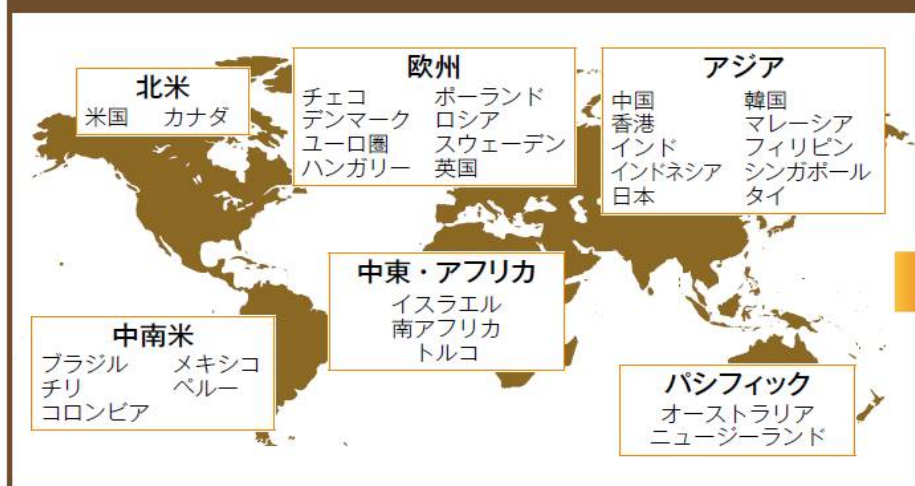 北米
米国 カナダ
欧州
チェコ ポーランド
デンマーク ロシア
ユーロ圏 スウェーデン
ハンガリー 英国
アジア
中国 韓国
香港 マレーシア
インド フィリピン
インドネシア シンガポール
日本 タイ
中東・アフリカ
イスラエル
南アフリカ
トルコ
中南米
ブラジル メキシコ
チリ ペルー
コロンビア
パシフィック
オーストラリア
ニュージーランド